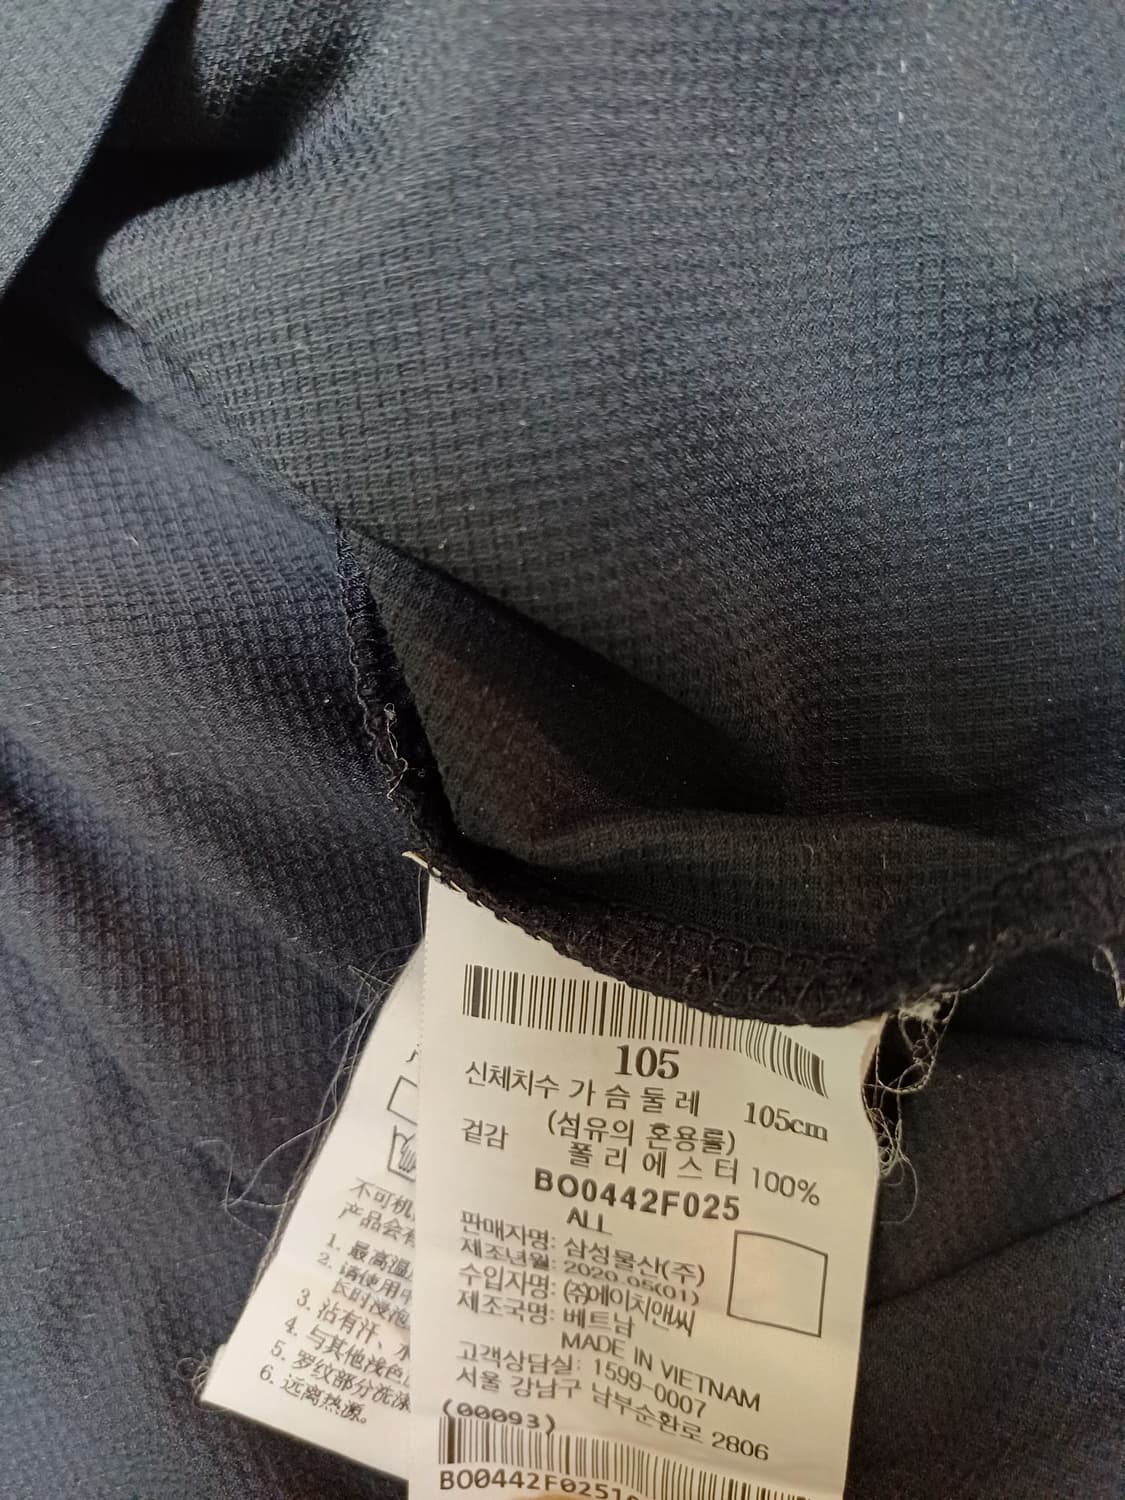 105
신체치수 가슴둘레 105cm
(섬유의 혼용률)
겉감 폴리에스터 100%
BO0442F025
ALL
판매자명: 삼성물산(주)
제조년월: 2020.05(01)
수입자명: (주)에이치앤씨
제조국명: 베트남
MADE IN VIETNAM
고객상담실: 1599-0007
서울 강남구 남부순환로 2806
(00093)
BO0442F0251
不可机
产品会有
1. 最高温
2. 请使用中
长时浸泡
3. 沾有汗、水
4. 与其他浅色
5. 罗纹部分洗涤
6. 远离热源。